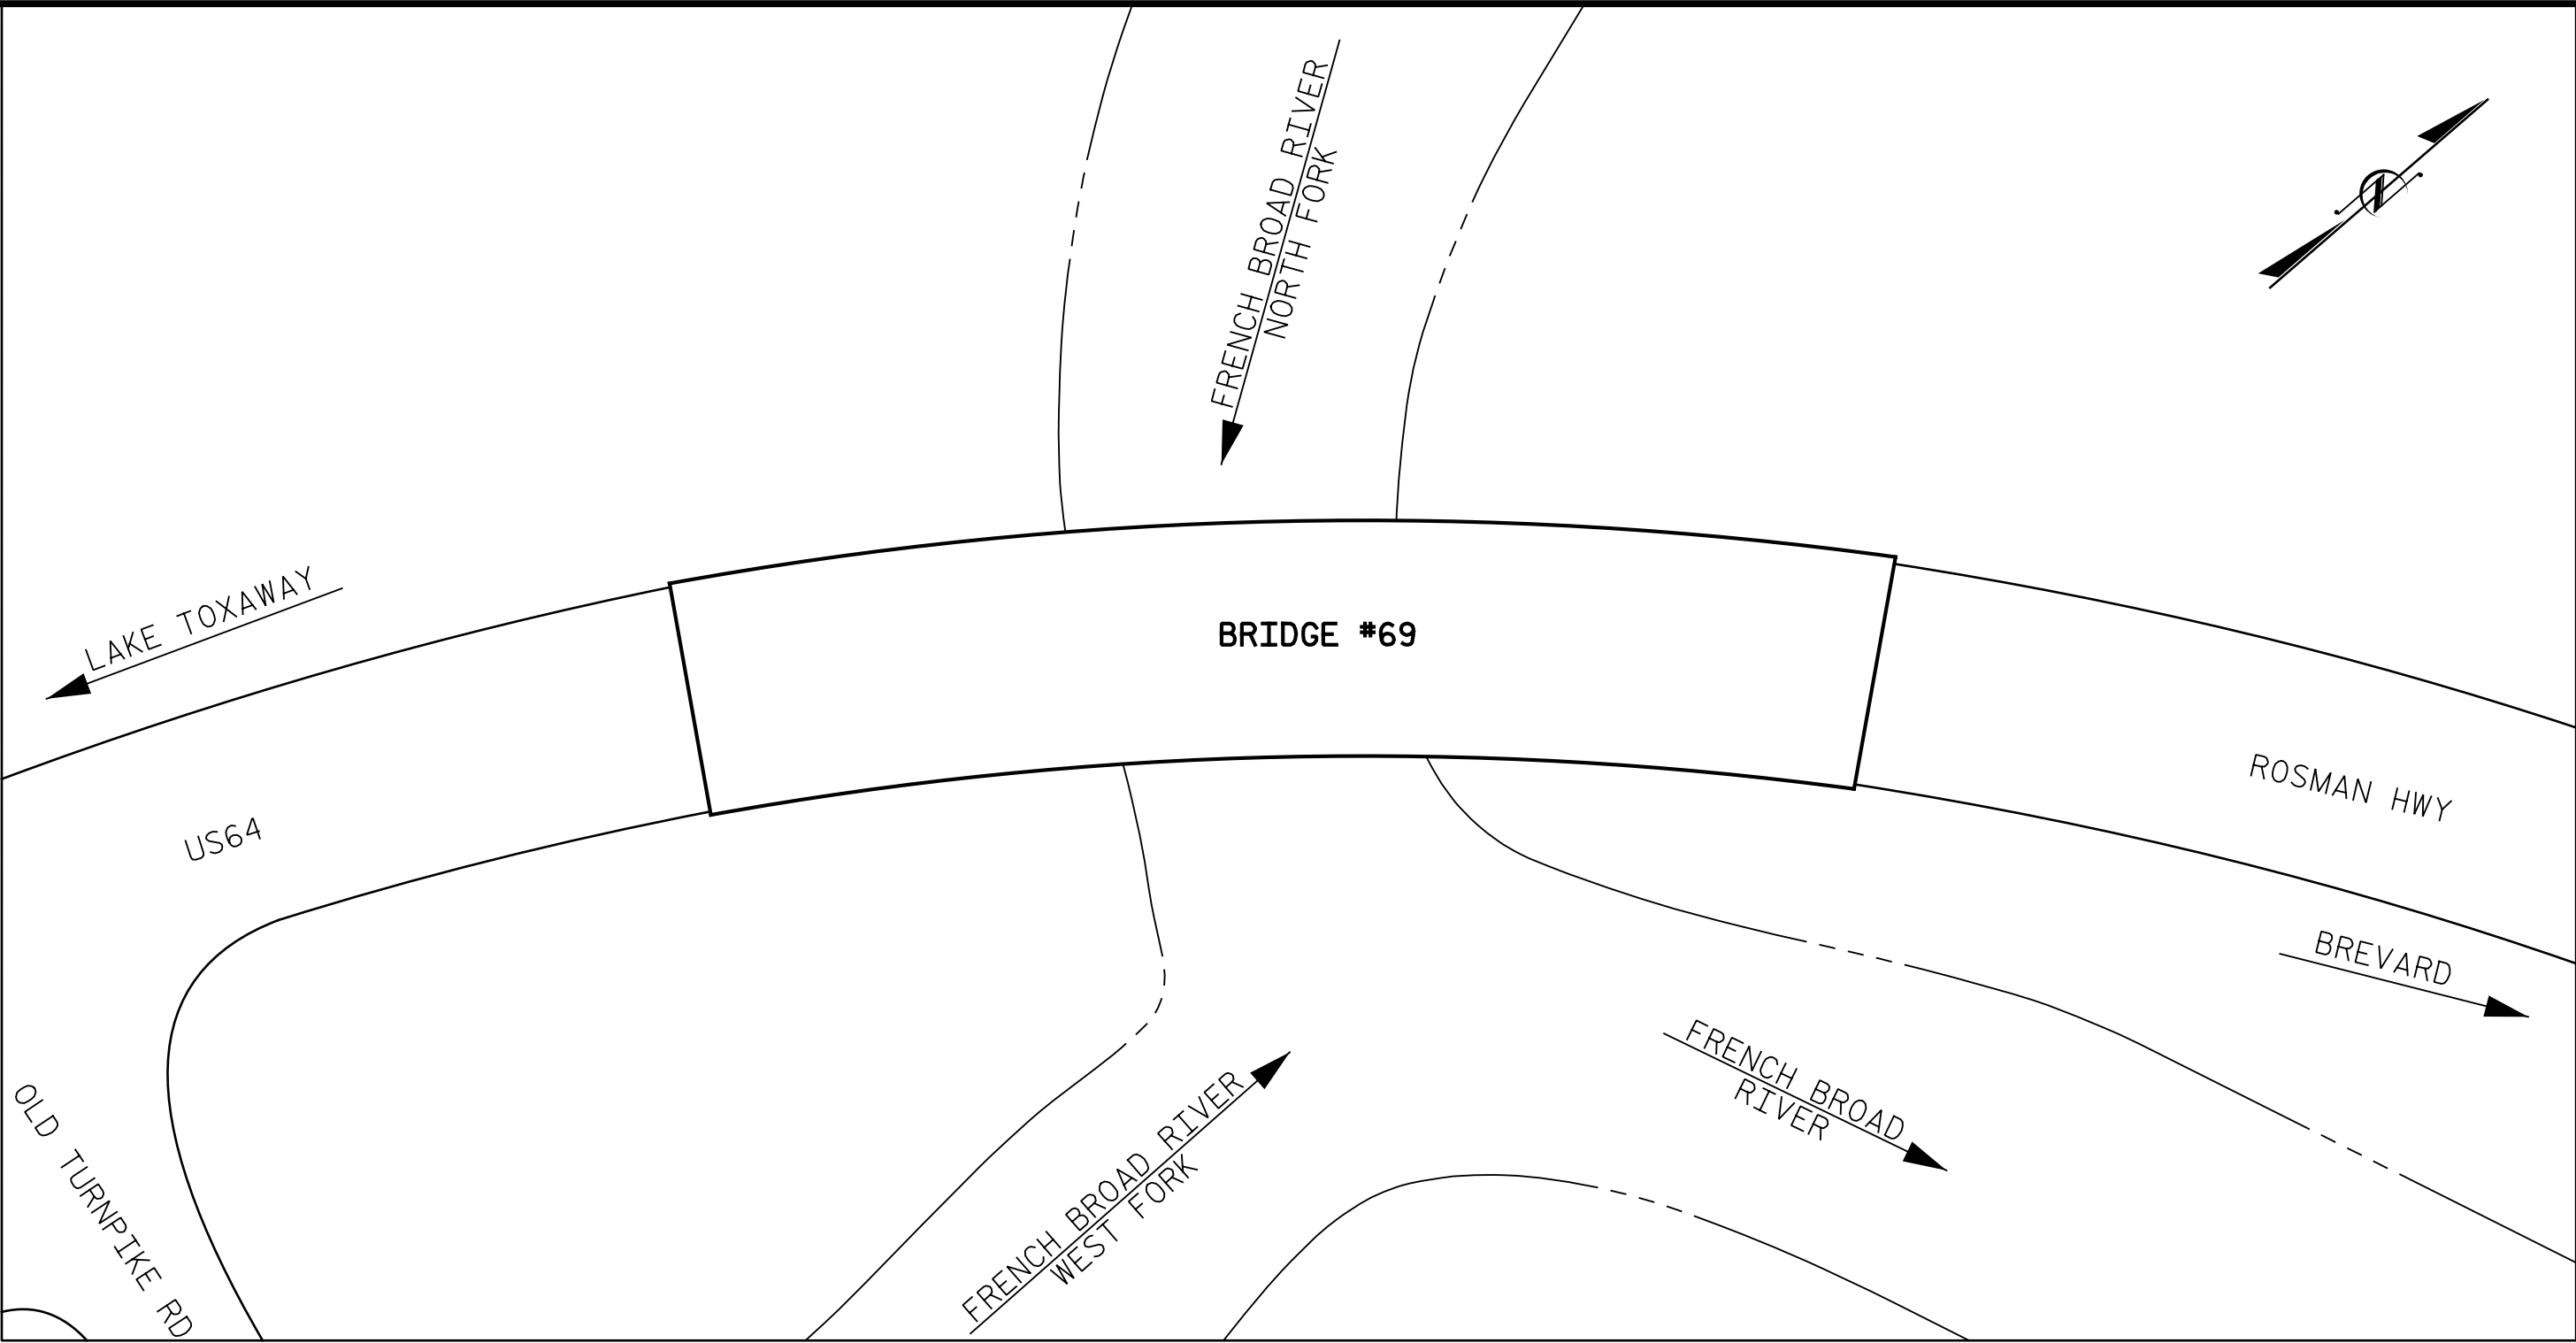 FRENCH BROAD RIVER
NORTH FORK
N
LAKE TOXAWAY
BRIDGE #69
US64
ROSMAN HWY
BREVARD
FRENCH BROAD
RIVER
OLD TURNPIKE RD
FRENCH BROAD RIVER
WEST FORK